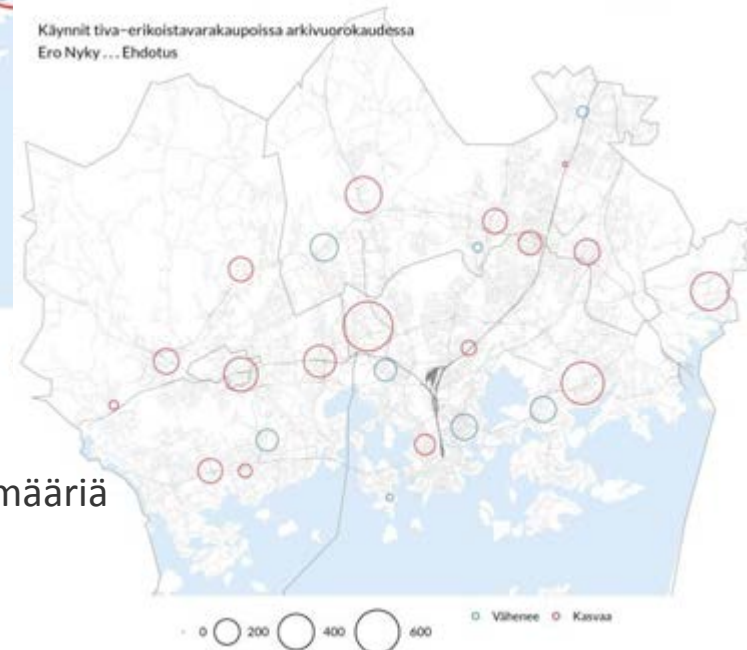 Käynnit tiva-erikoistavarakaupoissa arkivuorokaudessa
Ero Nyky ... Ehdotus
määriä
0 200 400 600
Vähenee Kasvaa